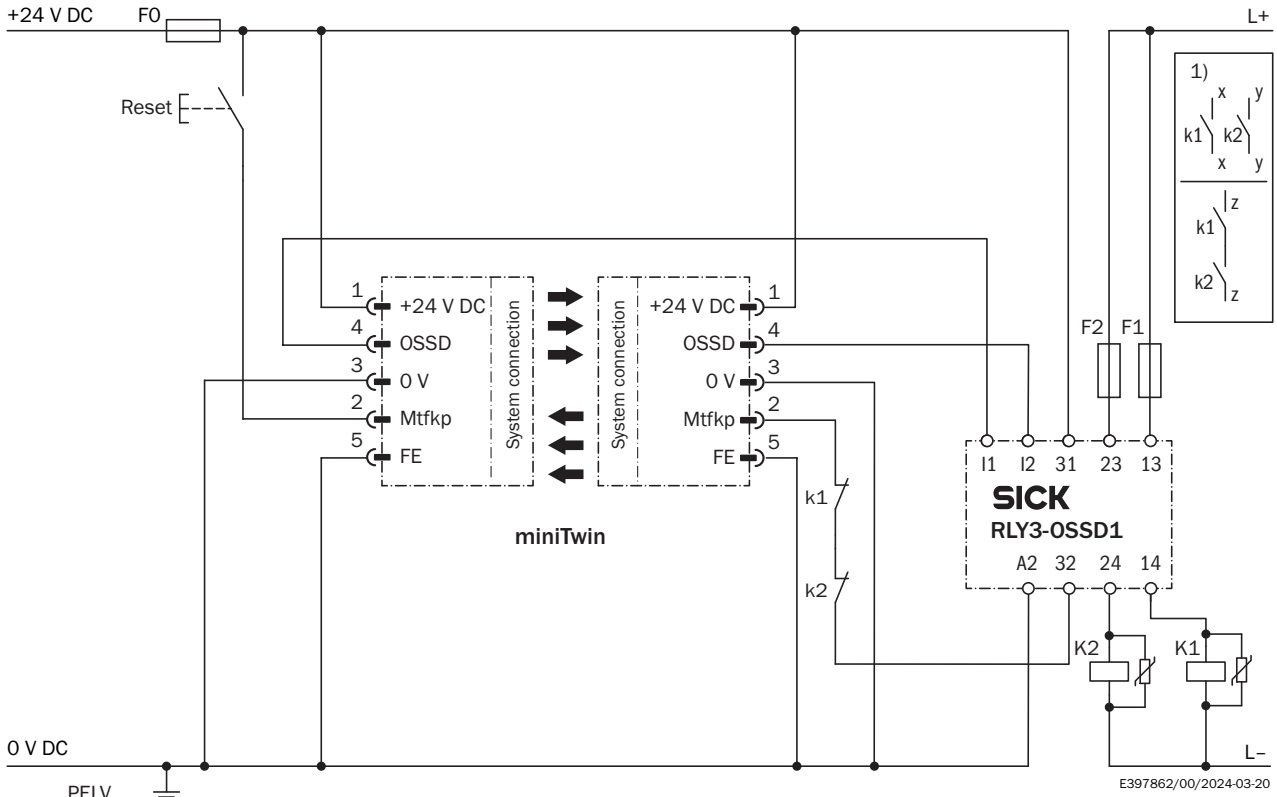 +24 V DC
F0
L+
Reset
1)
x y
k1 k2
x y
z
k1
k2
z
1
+24 V DC
4
OSSD
3
0 V
2
Mtfkp
5
FE
System connection
System connection
+24 V DC
1
OSSD
4
0 V
3
Mtfkp
2
FE
5
miniTwin
k1
k2
F2 F1
I1 I2 31 23 13
SICK
RLY3-OSSD1
A2 32 24 14
K2
K1
0 V DC
L–
PELV
E397862/00/2024-03-20